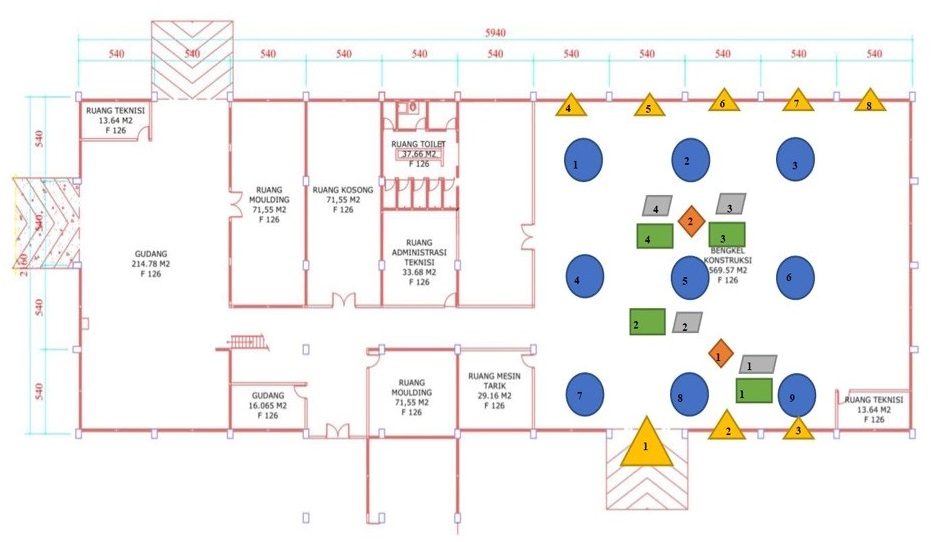 5940
540 540 540 540 540 540 540 540 540 540 540
4 5 6 7 8
RUANG TEKNISI
13.64 M2
F 126
540
540
2160
540
540
RUANG TOILET
37.66 M2
F 126
1 2 3
RUANG
MOULDING
71,55 M2
F 126
RUANG KOSONG
71,55 M2
F 126
4 3
2
4 3
GUDANG
214.78 M2
F 126
RUANG
ADMINISTRASI
TEKNISI
33.68 M2
F 126
BENGKEL
KONSTRUKSI
569.57 M2
F 126
4 5 6
2 2
1 1
1
GUDANG
16.065 M2
F 126
RUANG
MOULDING
71,55 M2
F 126
RUANG MESIN
TARIK
29.16 M2
F 126
7 8 9
RUANG TEKNISI
13.64 M2
F 126
1 2 3